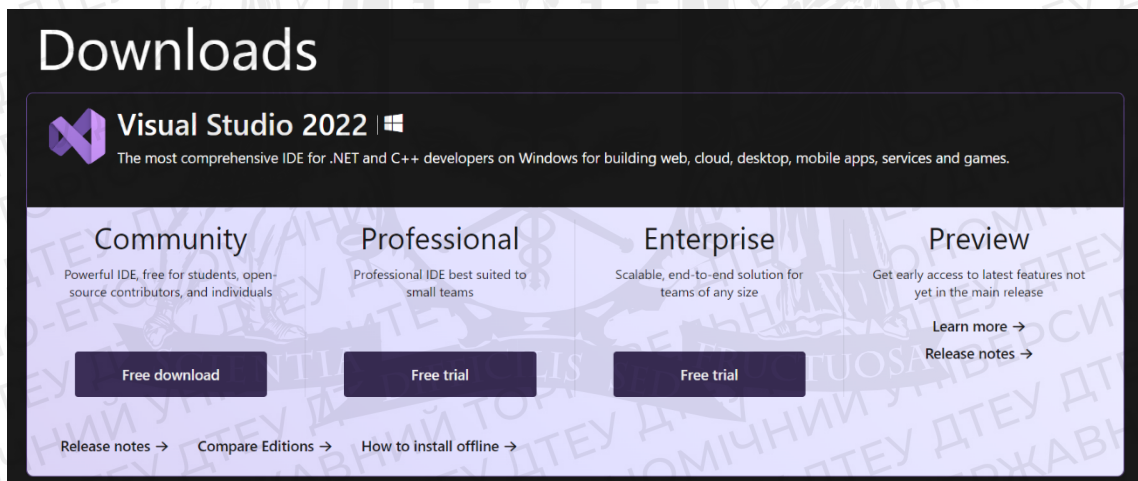 Downloads
Visual Studio 2022
The most comprehensive IDE for .NET and C++ developers on Windows for building web, cloud, desktop, mobile apps, services and games.
Community
Powerful IDE, free for students, open-
source contributors, and individuals
Free download
Professional
Professional IDE best suited to
small teams
Free trial
Enterprise
Scalable, end-to-end solution for
teams of any size
Free trial
Preview
Get early access to latest features not
yet in the main release
Learn more →
Release notes →
Release notes →
Compare Editions →
How to install offline →